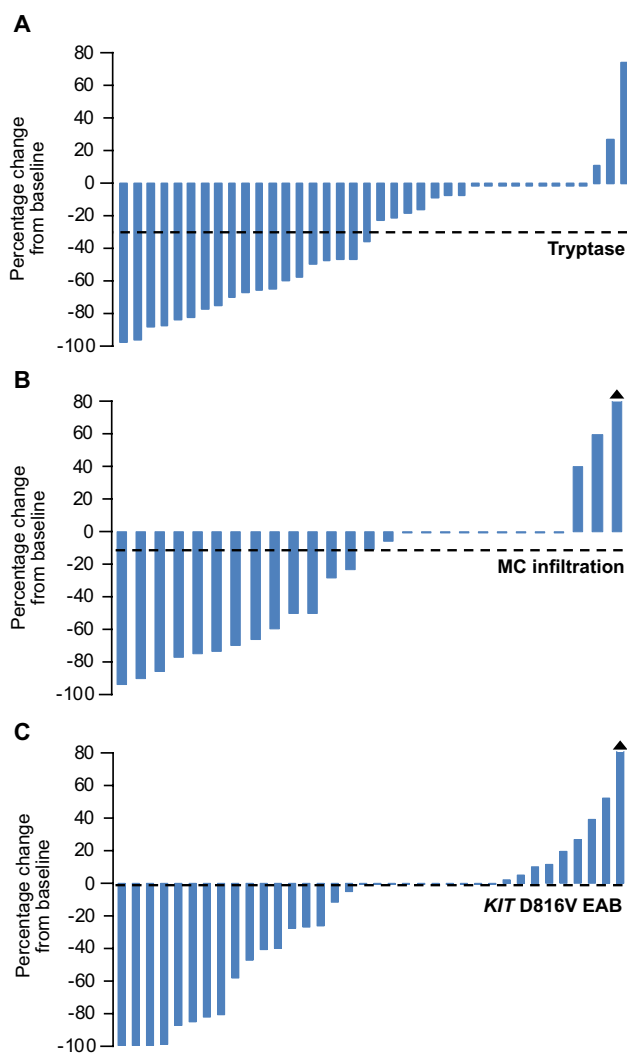 A
Percentage change
from baseline
80
60
40
20
0
-20
-40
-60
-80
-100
Tryptase
B
Percentage change
from baseline
80
60
40
20
0
-20
-40
-60
-80
-100
MC infiltration
C
Percentage change
from baseline
80
60
40
20
0
-20
-40
-60
-80
-100
KIT D816V EAB